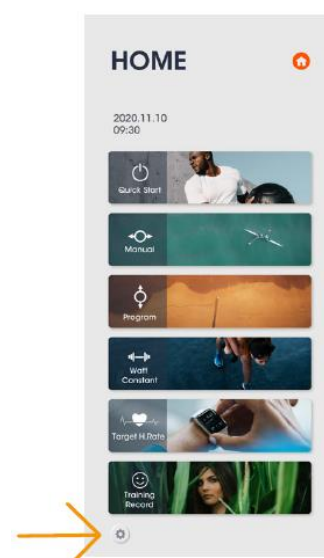 HOME
2020.11.10
09:30
Quick Start
Manual
Program
Watt
Constant
Target H.Rate
Training
Record